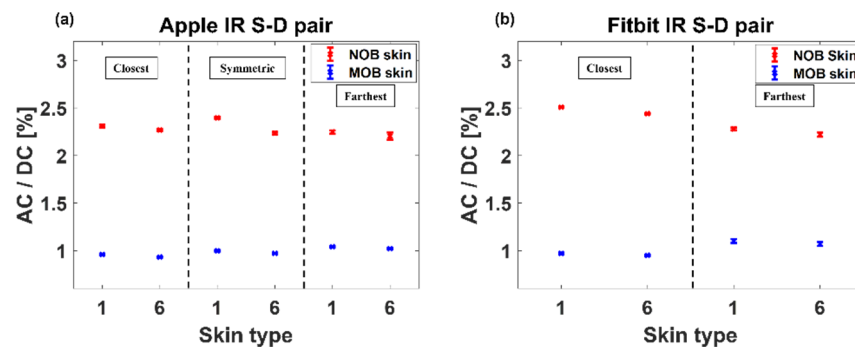 (a)
Apple IR S-D pair
NOB skin
MOB skin
Closest
Symmetric
Farthest
3
2.5
2
1.5
1
AC / DC [%]
1 6 1 6 1 6
Skin type
(b)
Fitbit IR S-D pair
NOB Skin
MOB skin
Closest
Farthest
3
2.5
2
1.5
1
AC / DC [%]
1 6 1 6
Skin type